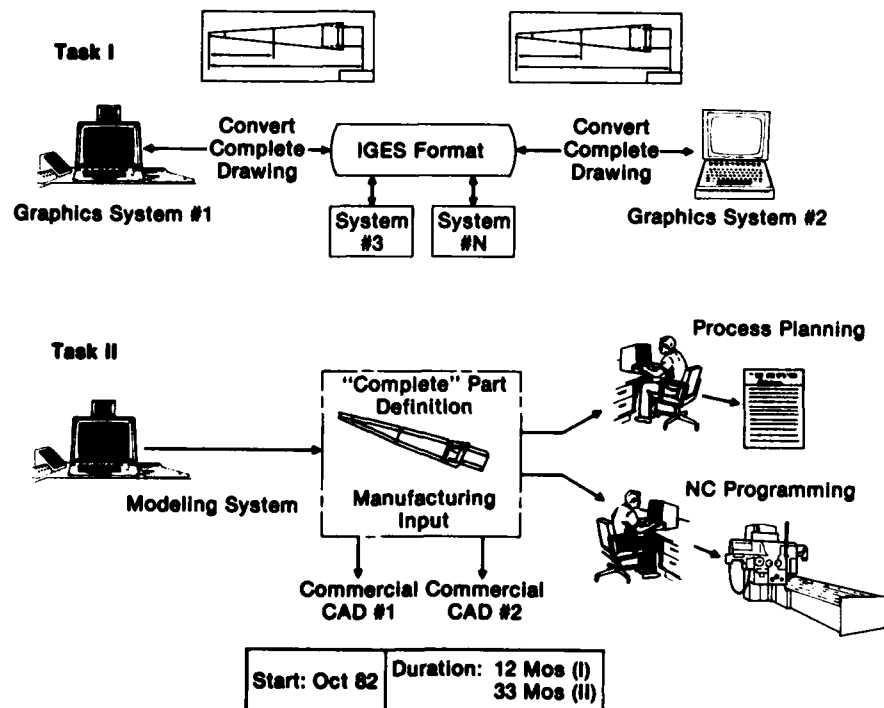 Task I
Convert
Complete
Drawing
IGES Format
Convert
Complete
Drawing
Graphics System #1
System
#3
System
#N
Graphics System #2
Task II
Process Planning
"Complete" Part
Definition
Modeling System
Manufacturing
Input
NC Programming
Commercial
CAD #1
Commercial
CAD #2
Start: Oct 82
Duration: 12 Mos (I)
33 Mos (II)